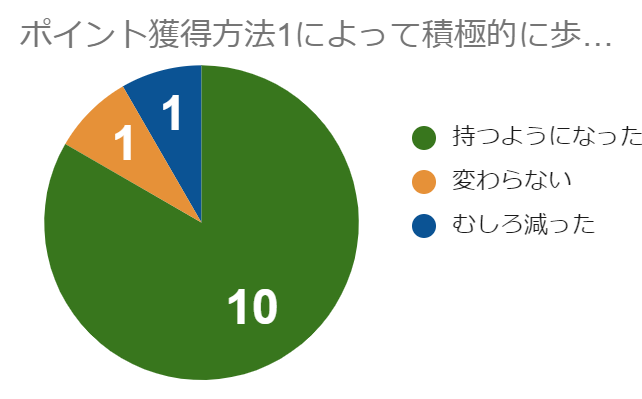 ポイント獲得方法1によって積極的に歩…
持つようになった
変わらない
むしろ減った
1
1
10